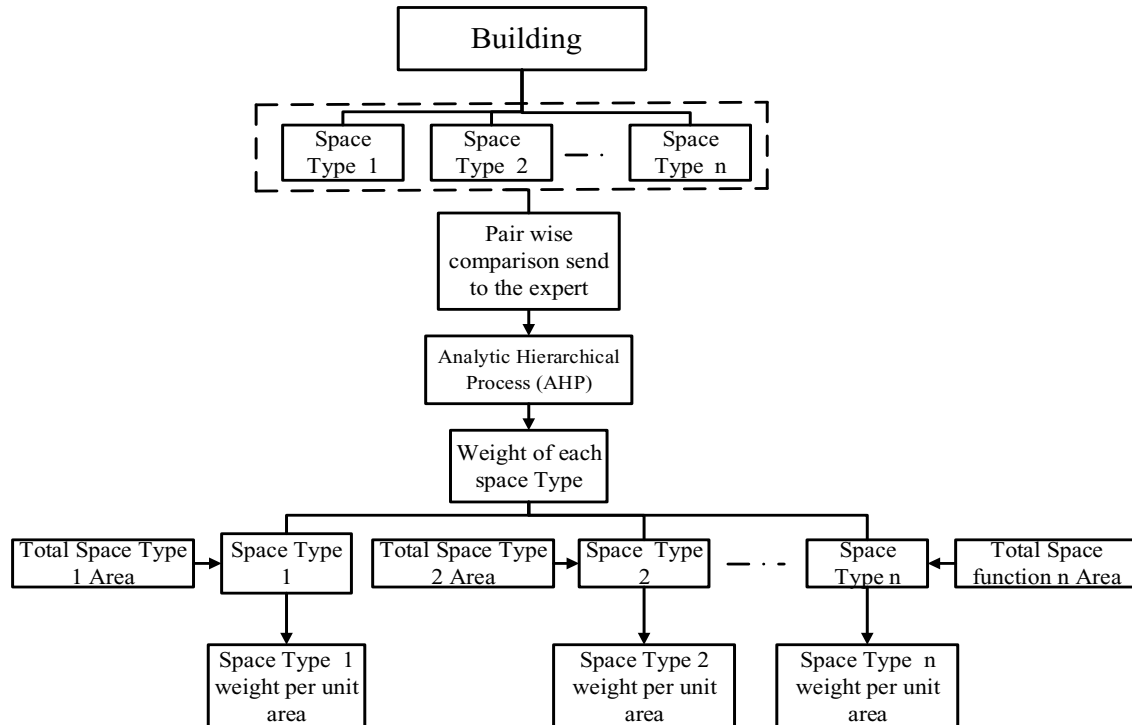 Building
Space
Type 1
Space
Type 2
Space
Type n
Pair wise
comparison send
to the expert
Analytic Hierarchical
Process (AHP)
Weight of each
space Type
Total Space Type
1 Area
Space Type
1
Total Space Type
2 Area
Space Type
2
Space
Type n
Total Space
function n Area
Space Type 1
weight per unit
area
Space Type 2
weight per unit
area
Space Type n
weight per unit
area